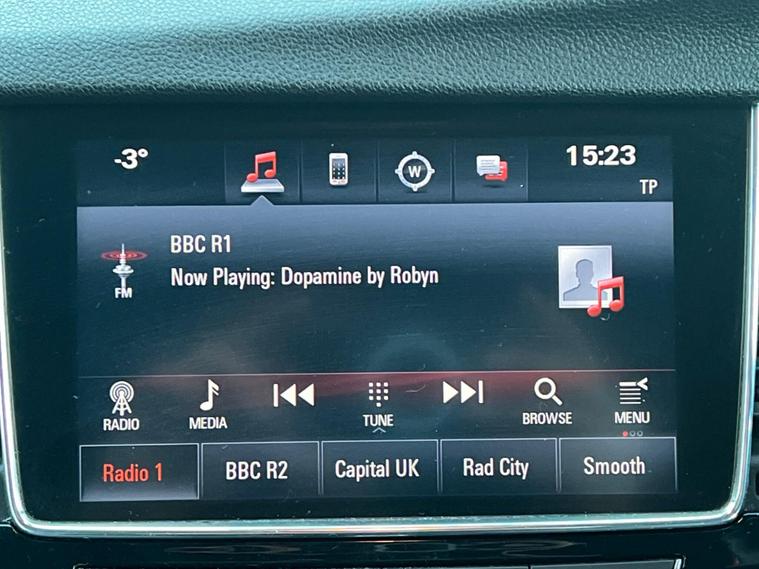 -3°
15:23
W
TP
BBC R1
Now Playing: Dopamine by Robyn
FM
RADIO
MEDIA
TUNE
BROWSE
MENU
Radio 1
BBC R2
Capital UK
Rad City
Smooth